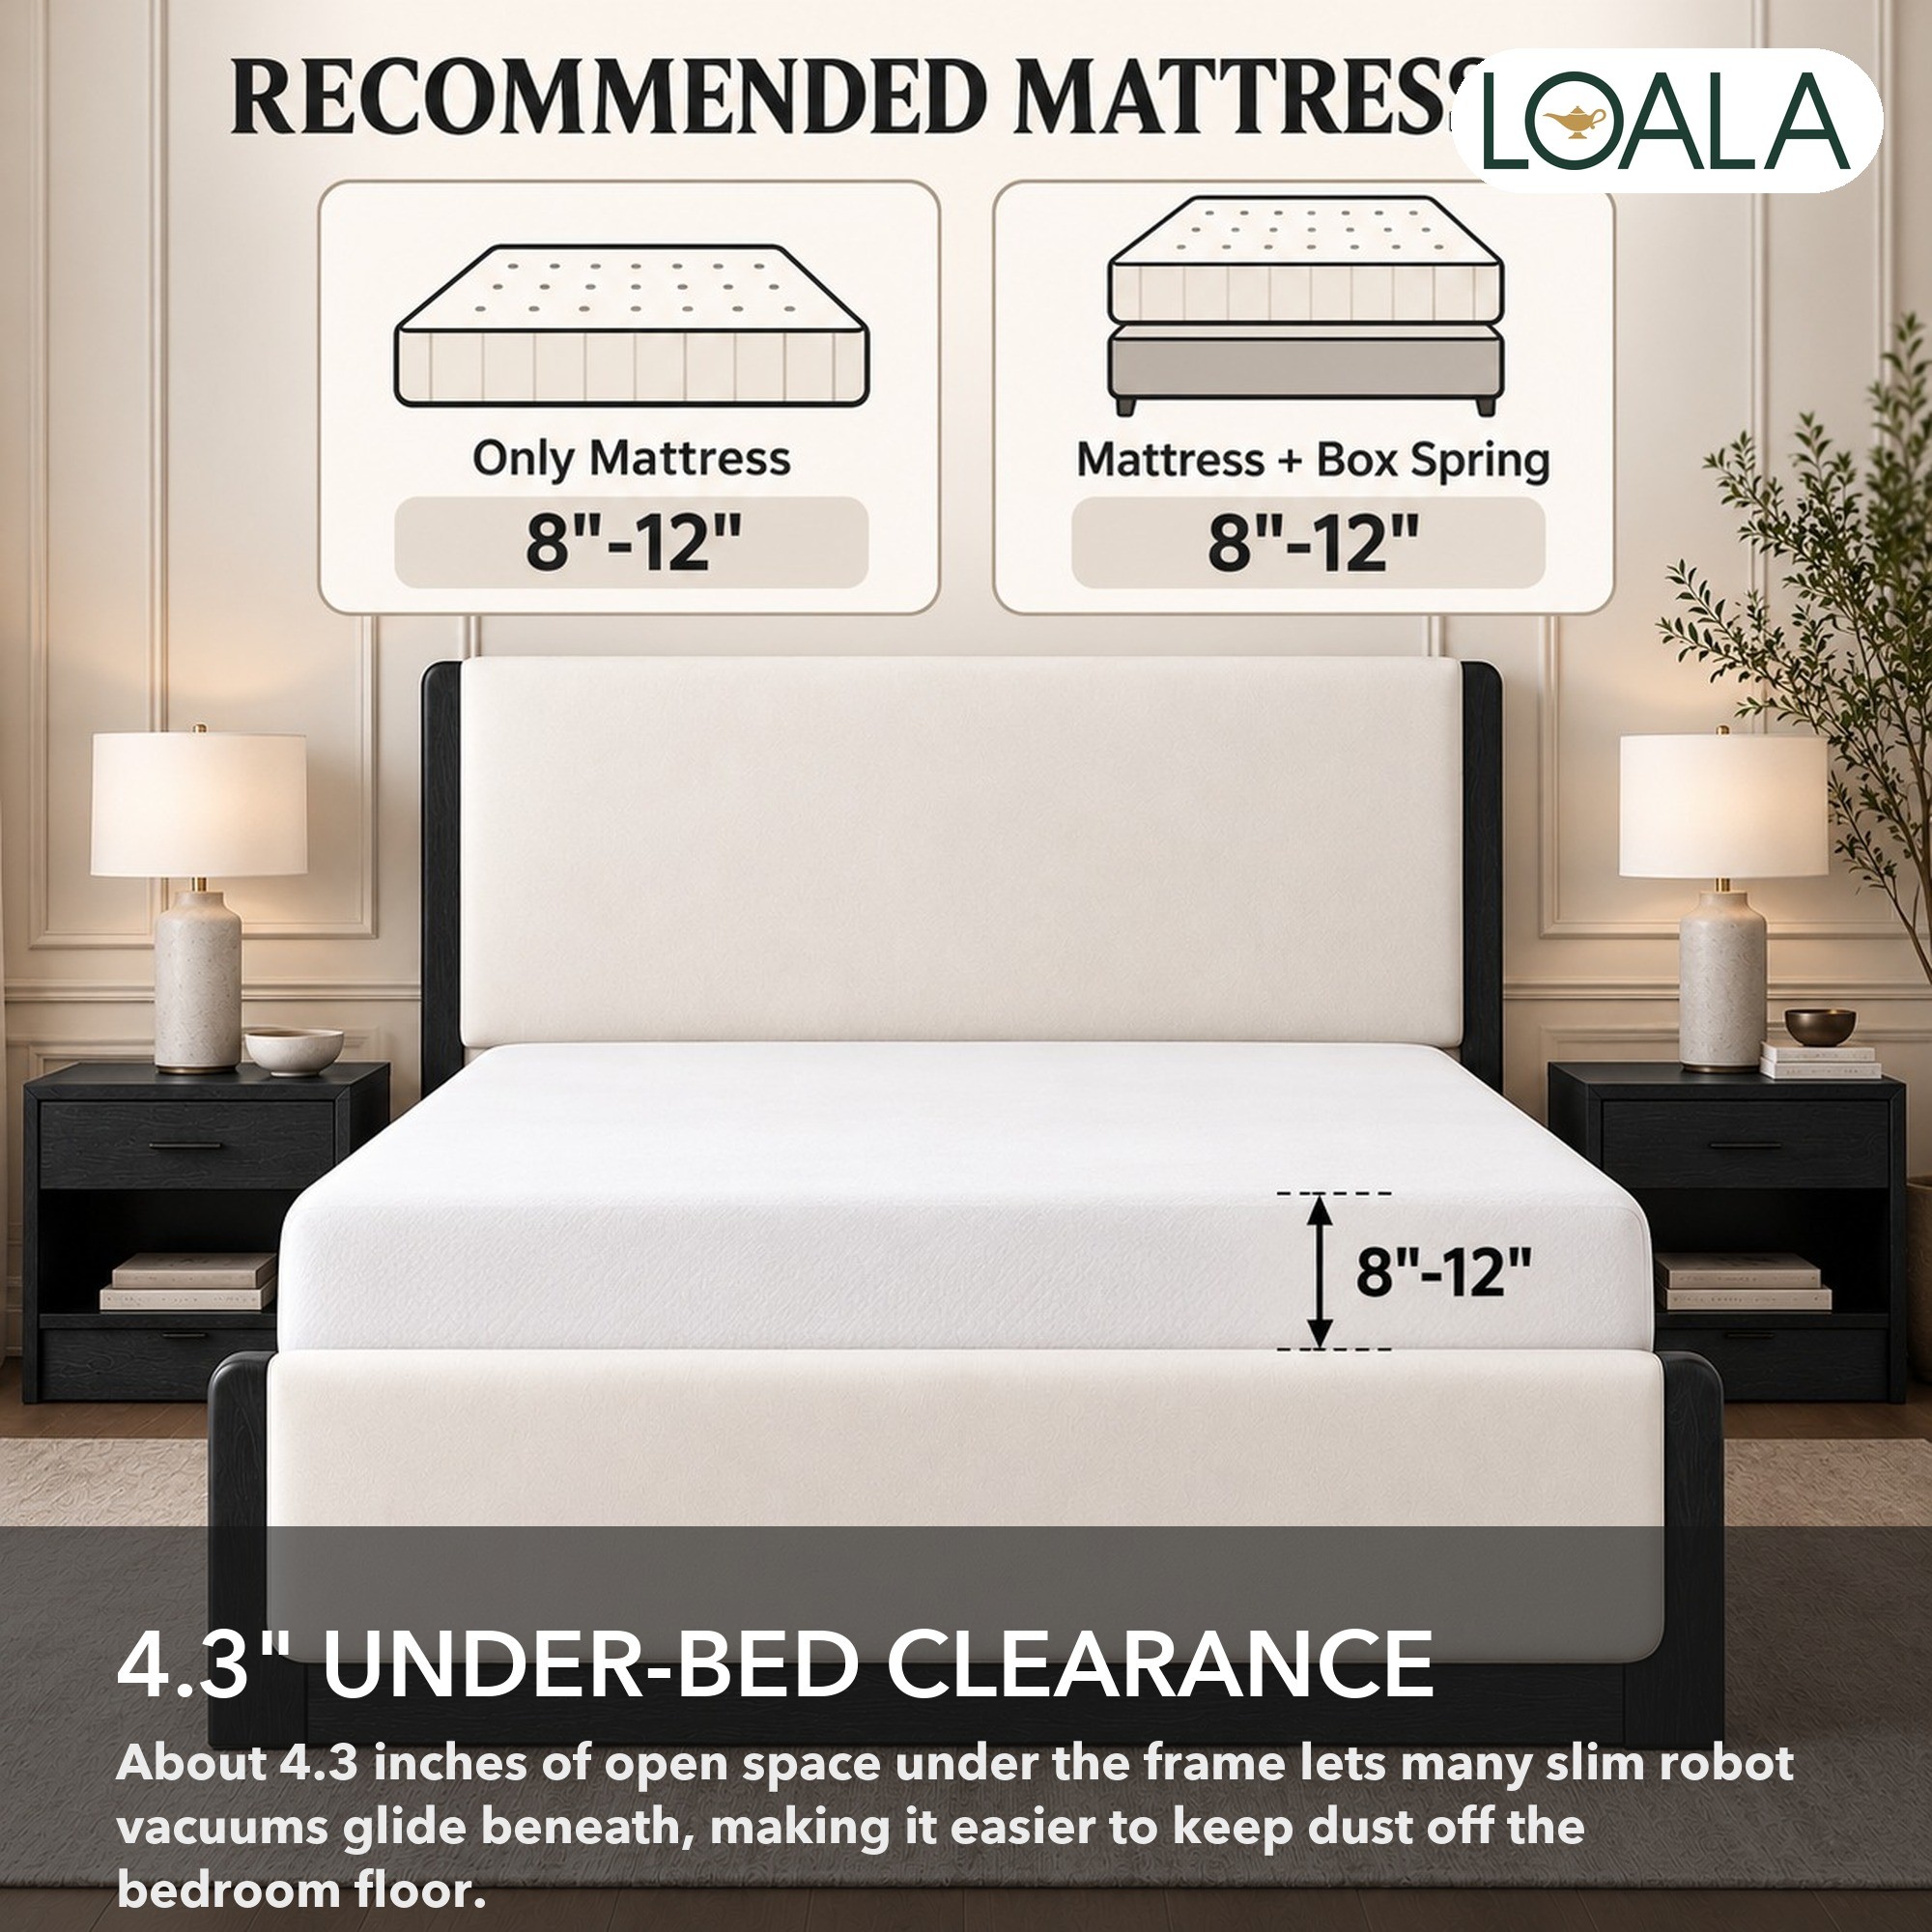 RECOMMENDED MATTRESS
LOALA
Only Mattress
8"-12"
Mattress + Box Spring
8"-12"
8"-12"
4.3" UNDER-BED CLEARANCE
About 4.3 inches of open space under the frame lets many slim robot
vacuums glide beneath, making it easier to keep dust off the
bedroom floor.